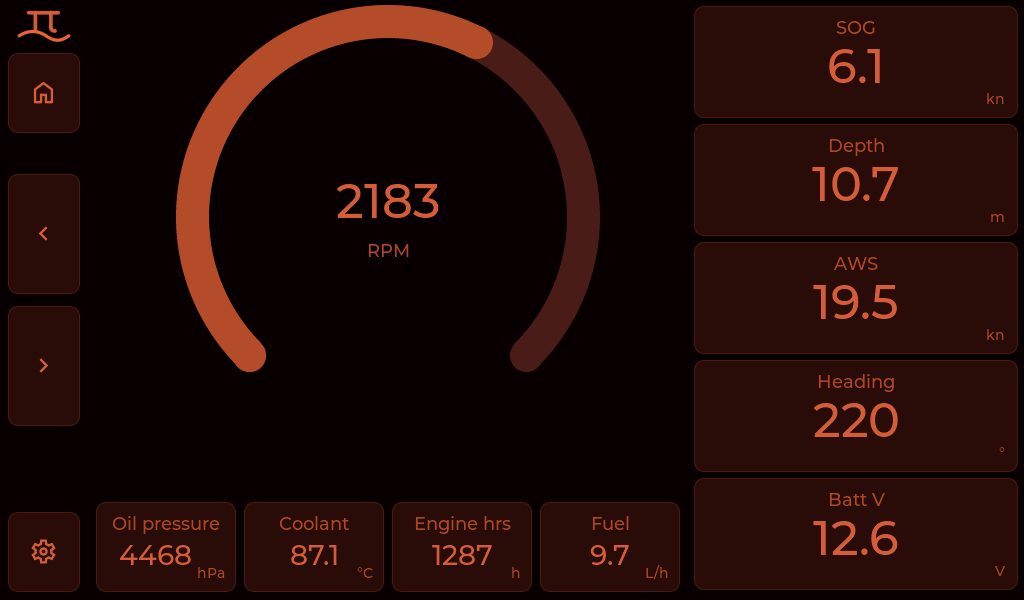 2183
RPM
SOG
6.1
kn
Depth
10.7
m
AWS
19.5
kn
Heading
220
°
Batt V
12.6
V
Oil pressure
4468
hPa
Coolant
87.1
°C
Engine hrs
1287
h
Fuel
9.7
L/h